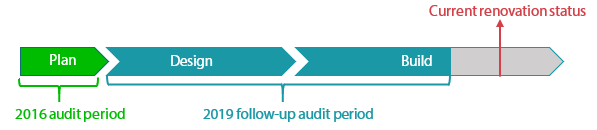 Current renovation status
Plan
Design
Build
2016 audit period
2019 follow-up audit period